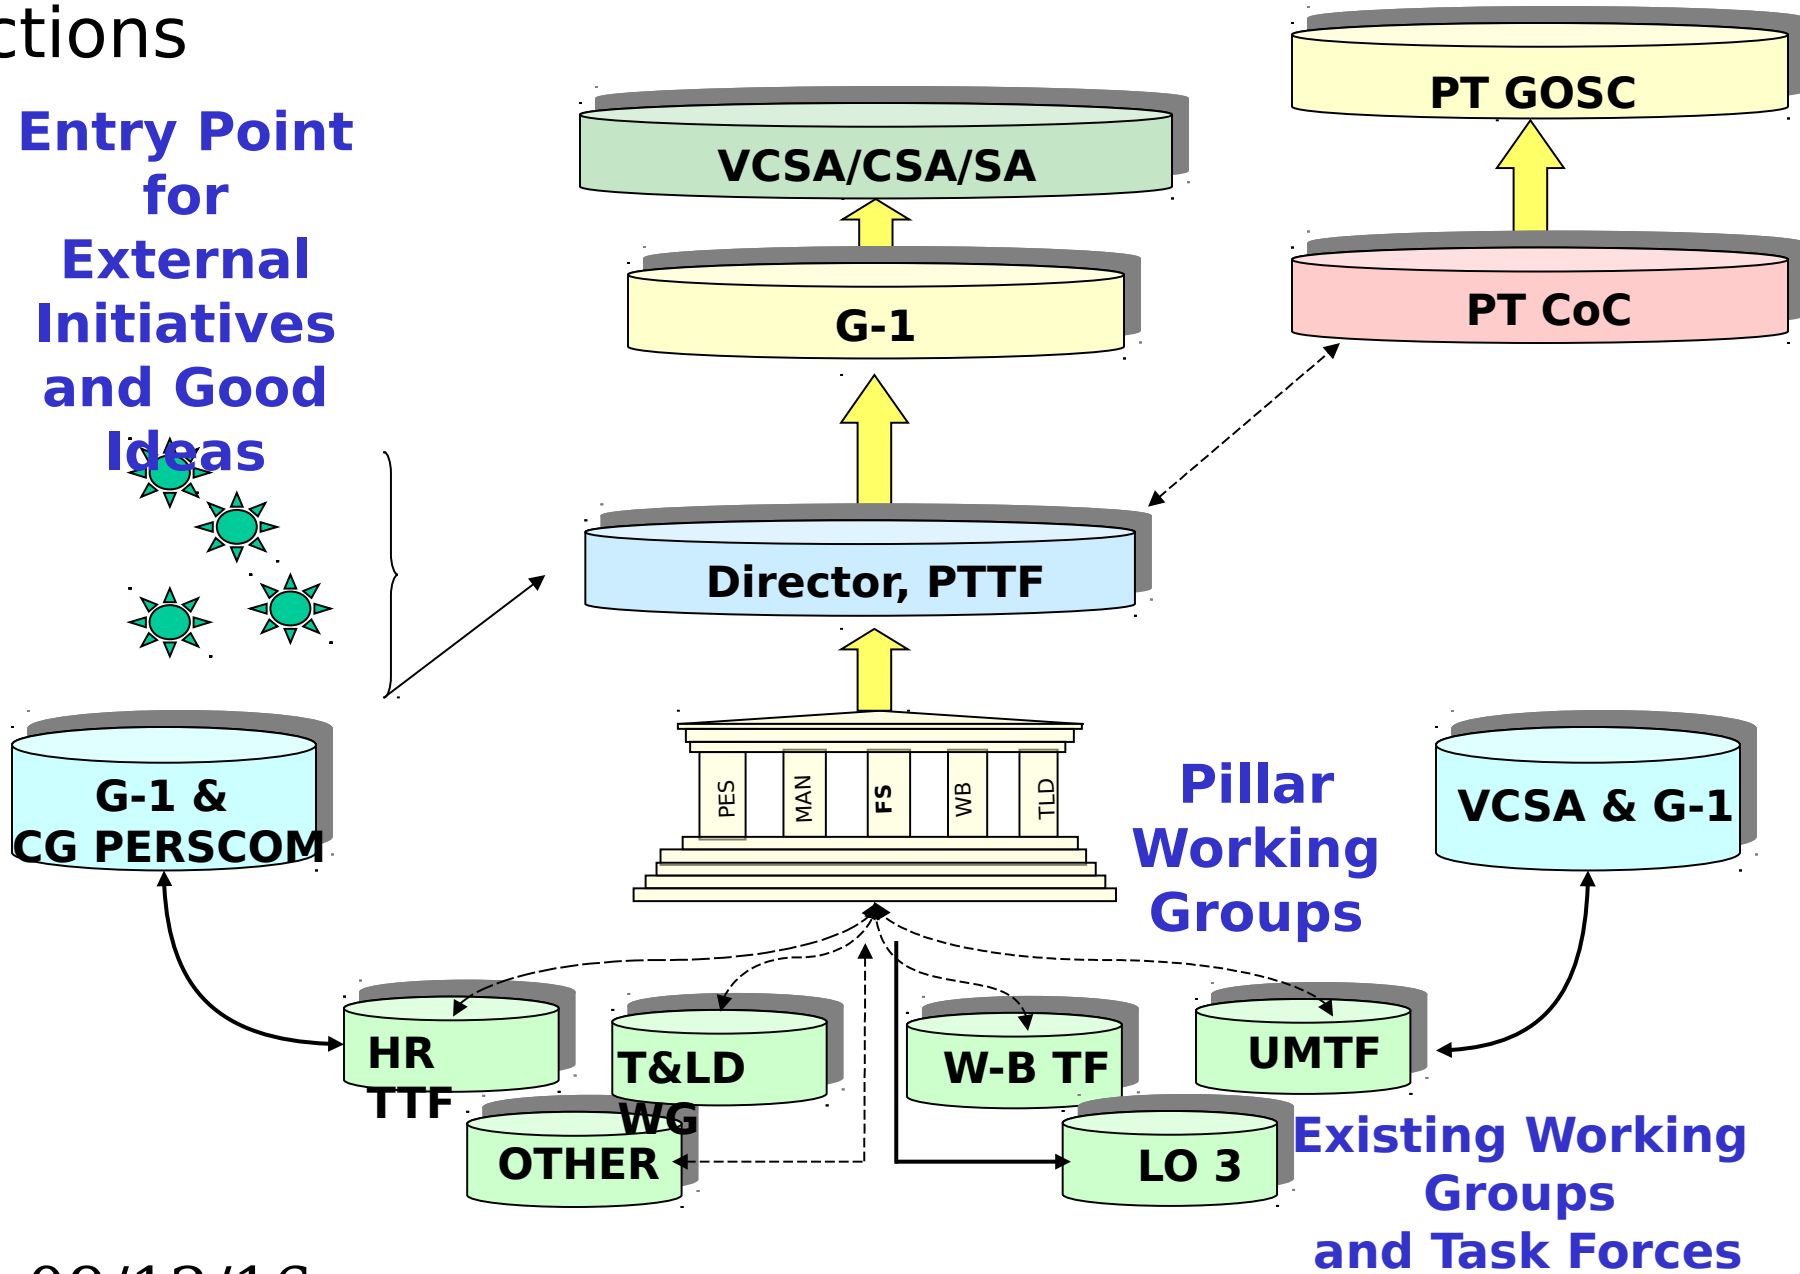 ctions
PT GOSC
Entry Point
for
External
Initiatives
and Good
Ideas
VCSA/CSA/SA
G-1
PT CoC
Director, PTTF
G-1 &
CG PERSCOM
PES
MAN
FS
WB
TLD
Pillar
Working
Groups
VCSA & G-1
HR
TTF
T&LD
WG
W-B TF
UMTF
OTHER
LO 3
Existing Working
Groups
and Task Forces